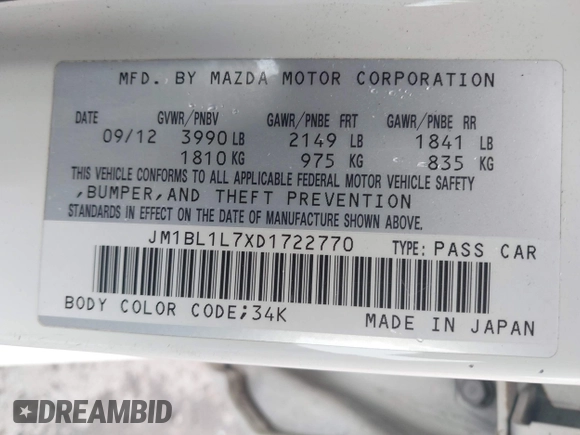 MFD. BY MAZDA MOTOR CORPORATION
DATE GVWR/PNBV GAWR/PNBE FRT GAWR/PNBE RR
09/12 3990 LB 2149 LB 1841 LB
1810 KG 975 KG 835 KG
THIS VEHICLE CONFORMS TO ALL APPLICABLE FEDERAL MOTOR VEHICLE SAFETY
,BUMPER,AND THEFT PREVENTION
STANDARDS IN EFFECT ON THE DATE OF MANUFACTURE SHOWN ABOVE.
JM1BL1L7XD1722770 TYPE: PASS CAR
BODY COLOR CODE;34K MADE IN JAPAN
DREAMBID